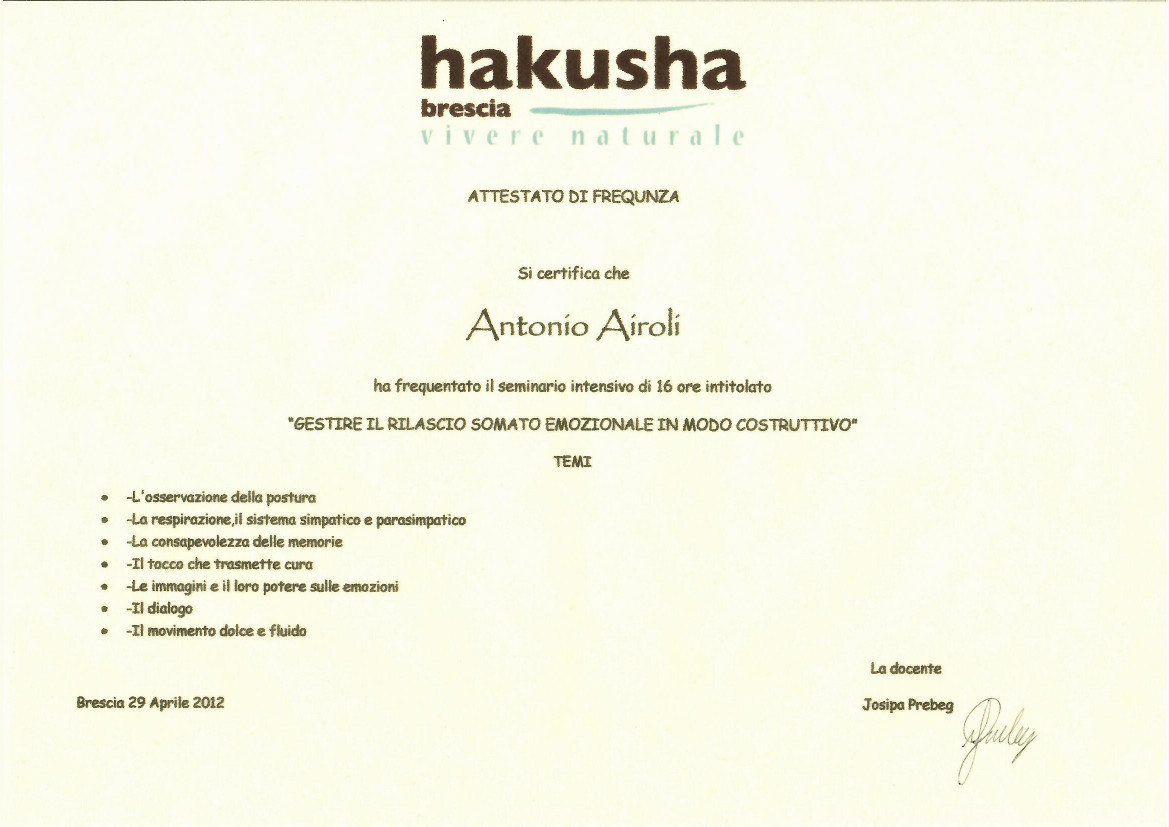 hakusha
brescia
vivere naturale
ATTESTATO DI FREQUNZA
Si certifica che
Antonio Airoli
ha frequentato il seminario intensivo di 16 ore intitolato
"GESTIRE IL RILASCIO SOMATO EMOZIONALE IN MODO COSTRUTTIVO"
TEMI
• -L'osservazione della postura
• -La respirazione,il sistema simpatico e parasimpatico
• -La consapevolezza delle memorie
• -Il tocco che trasmette cura
• -Le immagini e il loro potere sulle emozioni
• -Il dialogo
• -Il movimento dolce e fluido
La docente
Brescia 29 Aprile 2012
Josipa Prebeg